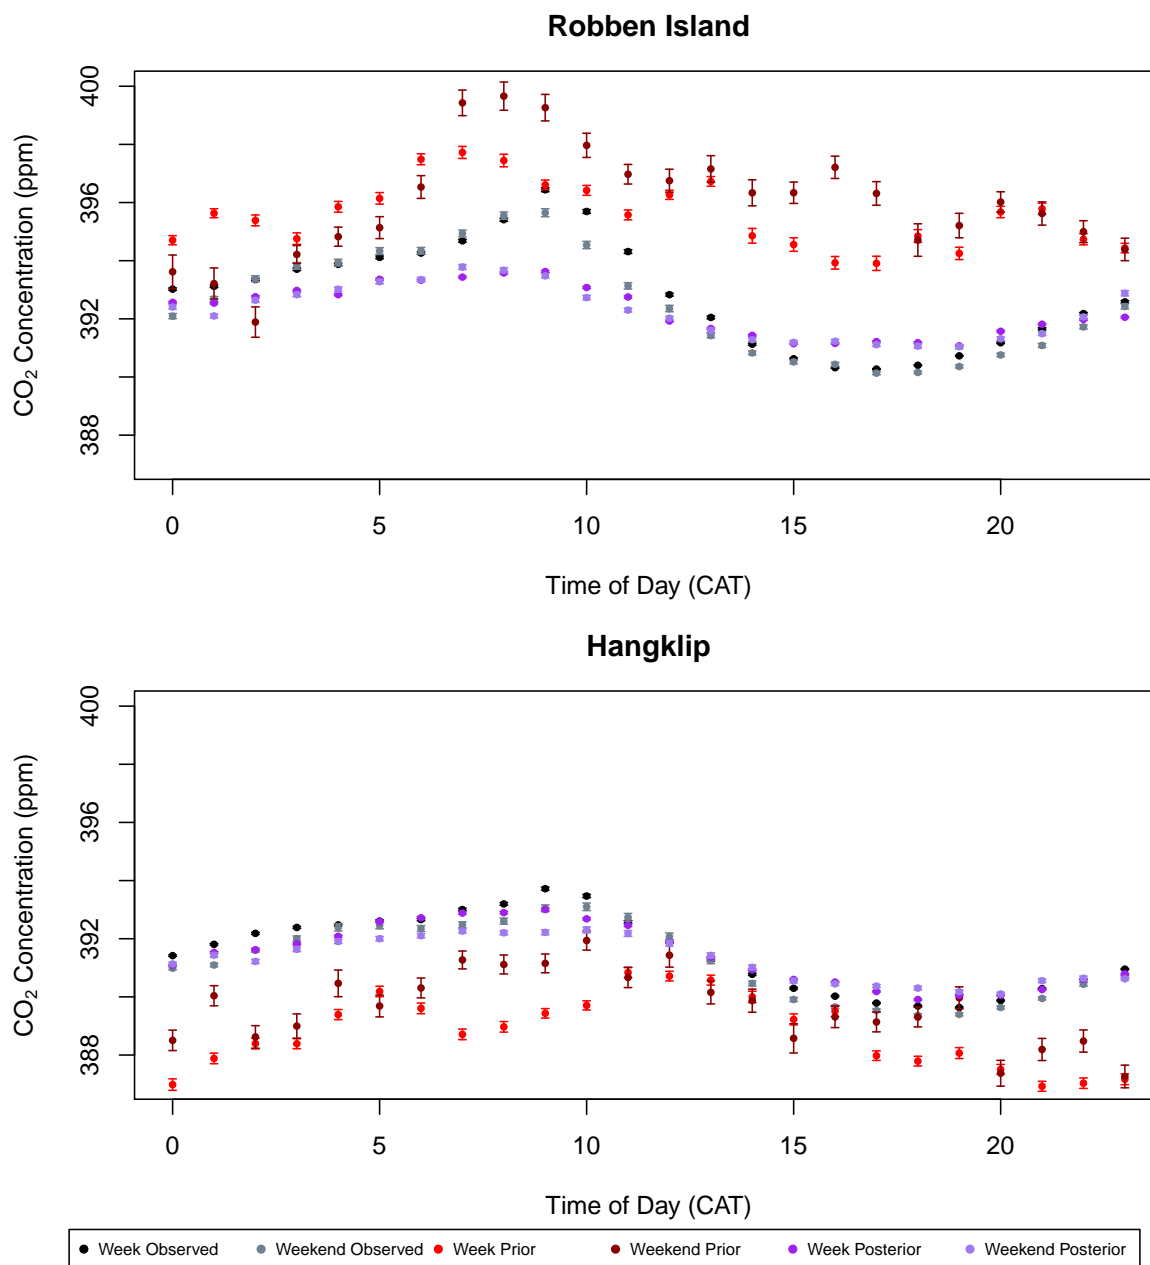 Robben Island
CO₂ Concentration (ppm)
400
396
392
388
0 5 10 15 20
Time of Day (CAT)
Hangklip
CO₂ Concentration (ppm)
400
396
392
388
0 5 10 15 20
Time of Day (CAT)
Week Observed Weekend Observed Week Prior Weekend Prior Week Posterior Weekend Posterior